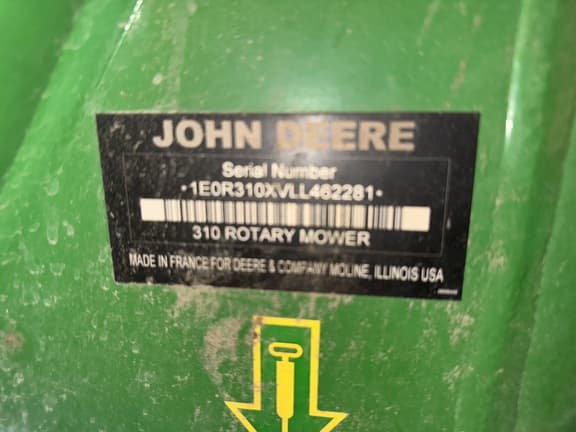 JOHN DEERE
Serial Number
•1E0R310XVLL462281•
310 ROTARY MOWER
MADE IN FRANCE FOR DEERE & COMPANY MOLINE, ILLINOIS USA